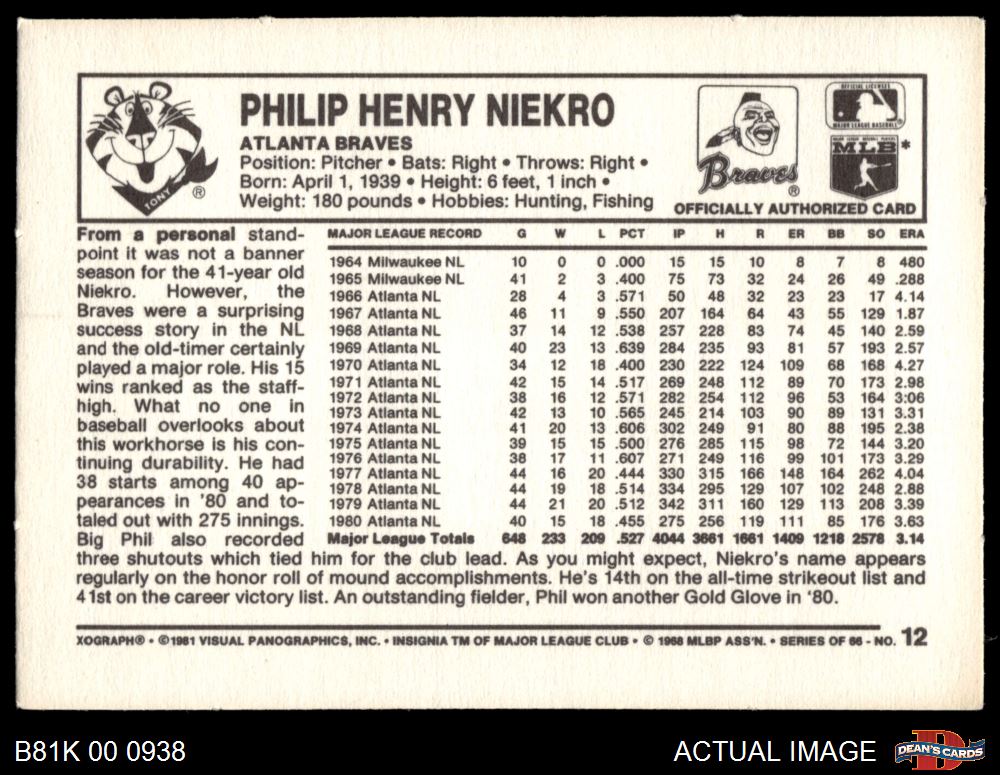 TONY ®
PHILIP HENRY NIEKRO
ATLANTA BRAVES
Position: Pitcher • Bats: Right • Throws: Right •
Born: April 1, 1939 • Height: 6 feet, 1 inch •
Weight: 180 pounds • Hobbies: Hunting, Fishing
Braves ®
OFFICIAL LICENSEE
MAJOR LEAGUE BASEBALL
MAJOR LEAGUE BASEBALL PLAYERS
MLB *
OFFICIALLY AUTHORIZED CARD
From a personal stand-
point it was not a banner
season for the 41-year old
Niekro. However, the
Braves were a surprising
success story in the NL
and the old-timer certainly
played a major role. His 15
wins ranked as the staff-
high. What no one in
baseball overlooks about
this workhorse is his con-
tinuing durability. He had
38 starts among 40 ap-
pearances in '80 and to-
taled out with 275 innings.
Big Phil also recorded
three shutouts which tied him for the club lead. As you might expect, Niekro's name appears
regularly on the honor roll of mound accomplishments. He's 14th on the all-time strikeout list and
41st on the career victory list. An outstanding fielder, Phil won another Gold Glove in '80.
MAJOR LEAGUE RECORD G W L PCT IP H R ER BB SO ERA
1964 Milwaukee NL 10 0 0 .000 15 15 10 8 7 8 480
1965 Milwaukee NL 41 2 3 .400 75 73 32 24 26 49 .288
1966 Atlanta NL 28 4 3 .571 50 48 32 23 23 17 4.14
1967 Atlanta NL 46 11 9 .550 207 164 64 43 55 129 1.87
1968 Atlanta NL 37 14 12 .538 257 228 83 74 45 140 2.59
1969 Atlanta NL 40 23 13 .639 284 235 93 81 57 193 2.57
1970 Atlanta NL 34 12 18 .400 230 222 124 109 68 168 4.27
1971 Atlanta NL 42 15 14 .517 269 248 112 89 70 173 2.98
1972 Atlanta NL 38 16 12 .571 282 254 112 96 53 164 3:06
1973 Atlanta NL 42 13 10 .565 245 214 103 90 89 131 3.31
1974 Atlanta NL 41 20 13 .606 302 249 91 80 88 195 2.38
1975 Atlanta NL 39 15 15 .500 276 285 115 98 72 144 3.20
1976 Atlanta NL 38 17 11 .607 271 249 116 99 101 173 3.29
1977 Atlanta NL 44 16 20 .444 330 315 166 148 164 262 4.04
1978 Atlanta NL 44 19 18 .514 334 295 129 107 102 248 2.88
1979 Atlanta NL 44 21 20 .512 342 311 160 129 113 208 3.39
1980 Atlanta NL 40 15 18 .455 275 256 119 111 85 176 3.63
Major League Totals 648 233 209 .527 4044 3661 1661 1409 1218 2578 3.14
XOGRAPH® • ©1981 VISUAL PANOGRAPHICS, INC. • INSIGNIA TM OF MAJOR LEAGUE CLUB • © 1968 MLBP ASS'N. • SERIES OF 66 - NO. 12
B81K 00 0938
ACTUAL IMAGE
DEAN'S CARDS